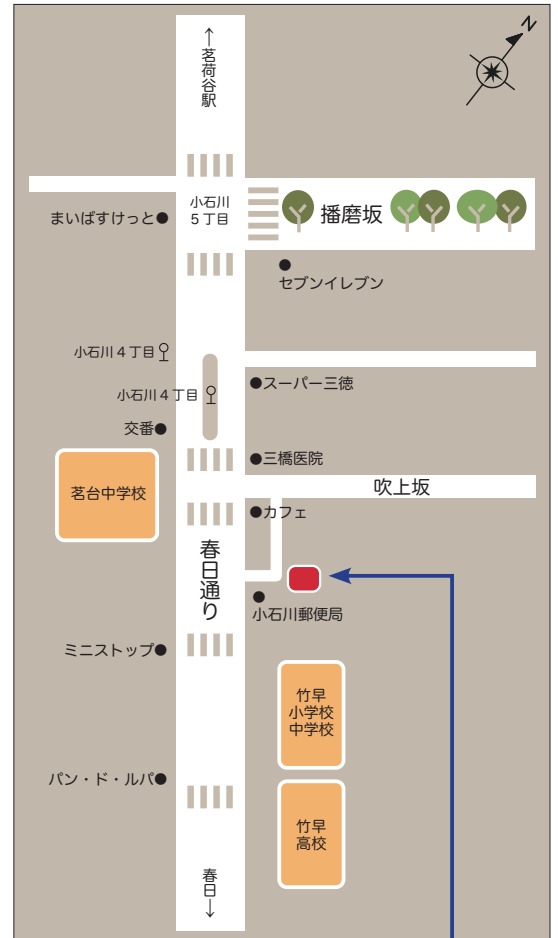 N
↑茗荷谷駅
小石川
5丁目
播磨坂
まいばすけっと●
●
セブンイレブン
小石川4丁目
小石川4丁目
●スーパー三徳
交番●
●三橋医院
茗台中学校
吹上坂
●カフェ
春日通り
●
小石川郵便局
ミニストップ●
竹早
小学校
中学校
パン・ド・ルパ●
竹早
高校
春日→